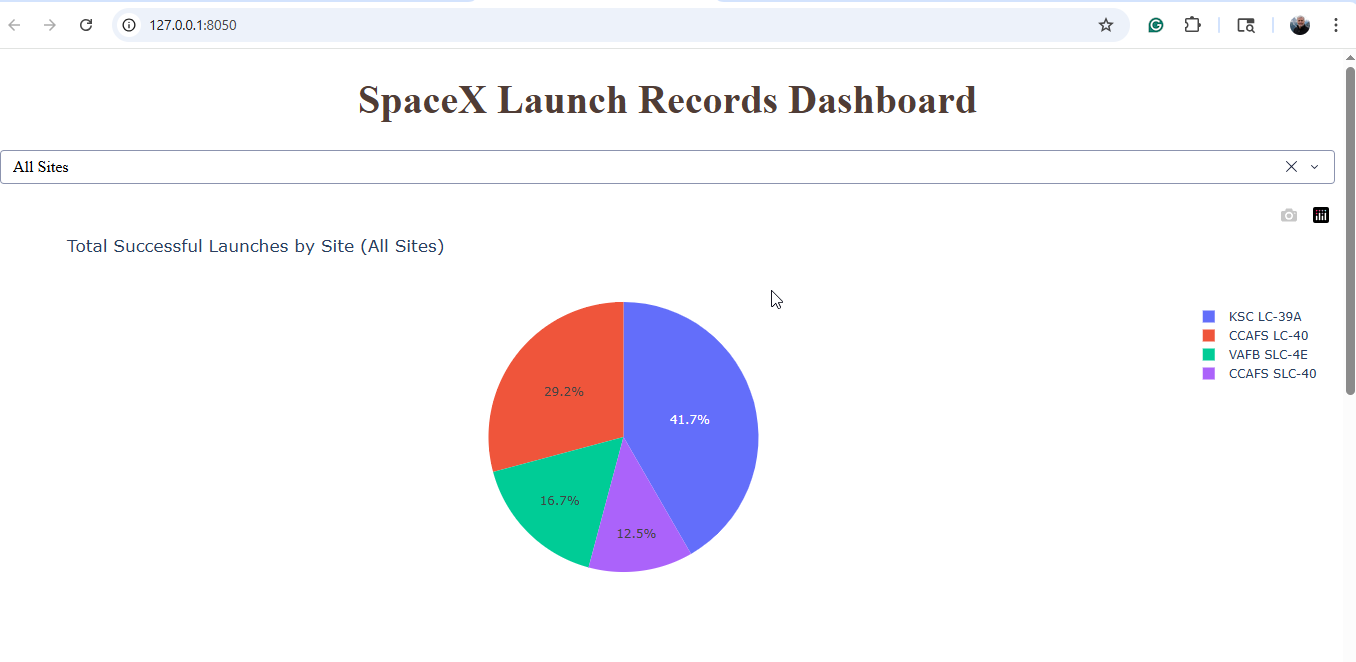 127.0.0.1:8050
SpaceX Launch Records Dashboard
All Sites
Total Successful Launches by Site (All Sites)
KSC LC-39A
CCAFS LC-40
VAFB SLC-4E
CCAFS SLC-40
29.2%
41.7%
16.7%
12.5%